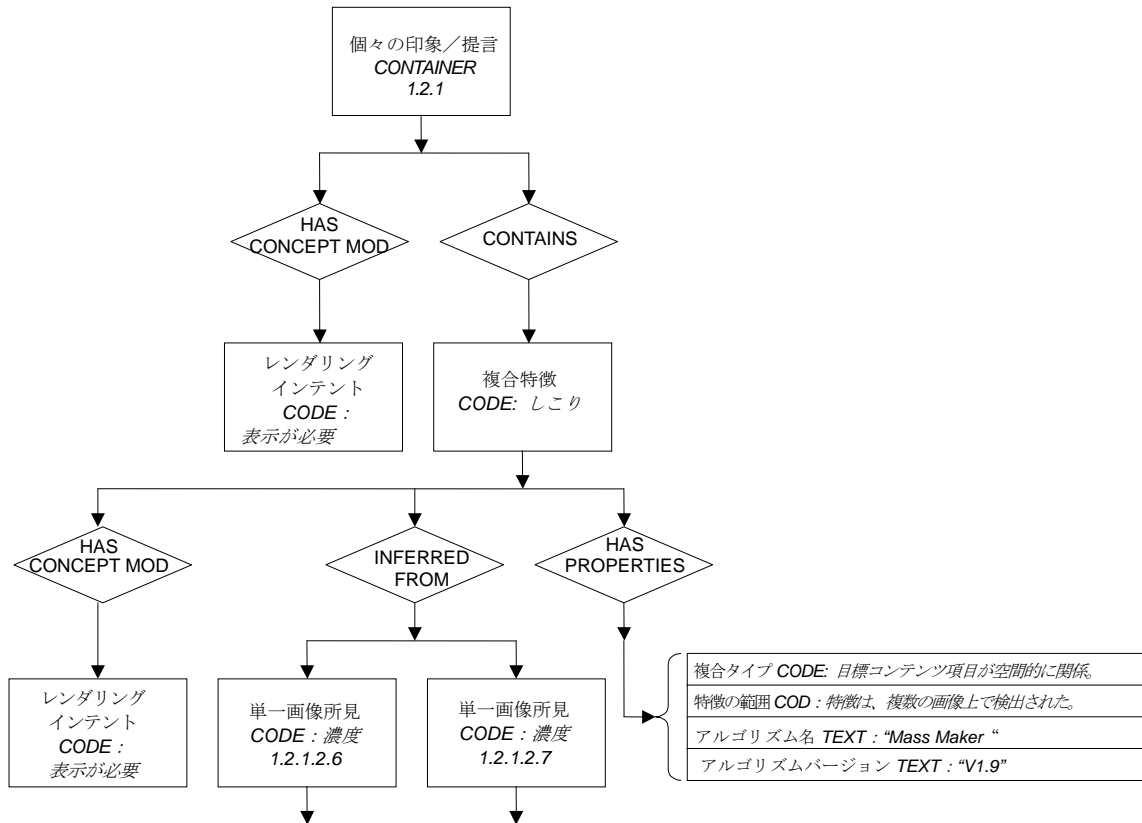 個々の印象／提言
CONTAINER
1.2.1
HAS
CONCEPT MOD
CONTAINS
レンダリング
インテント
CODE：
表示が必要
複合特徴
CODE: しこり
HAS
CONCEPT MOD
INFERRED
FROM
HAS
PROPERTIES
レンダリング
インテント
CODE：
表示が必要
単一画像所見
CODE：濃度
1.2.1.2.6
単一画像所見
CODE：濃度
1.2.1.2.7
複合タイプ CODE: 目標コンテンツ項目が空間的に関係。
特徴の範囲 COD：特徴は、複数の画像上で検出された。
アルゴリズム名 TEXT：“Mass Maker “
アルゴリズムバージョン TEXT：“V1.9”